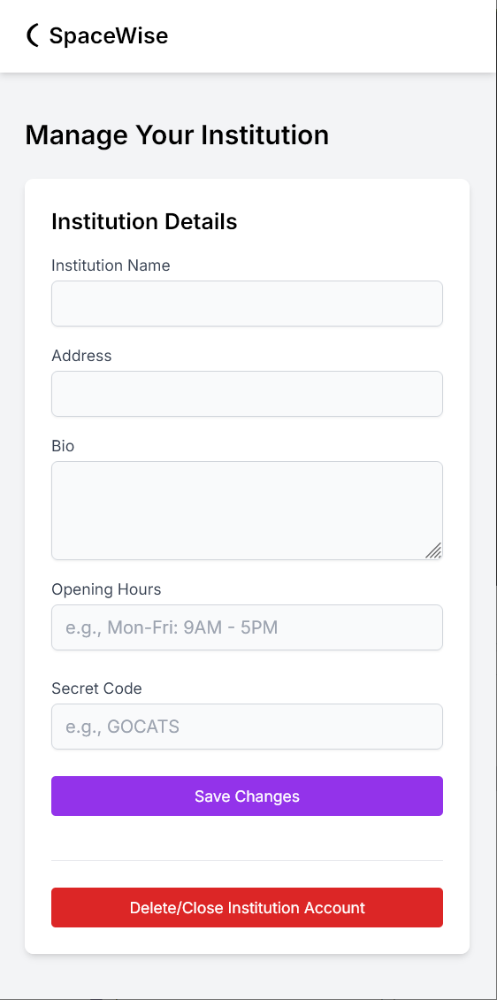 SpaceWise
Manage Your Institution
Institution Details
Institution Name
Address
Bio
Opening Hours
e.g., Mon-Fri: 9AM - 5PM
Secret Code
e.g., GOCATS
Save Changes
Delete/Close Institution Account